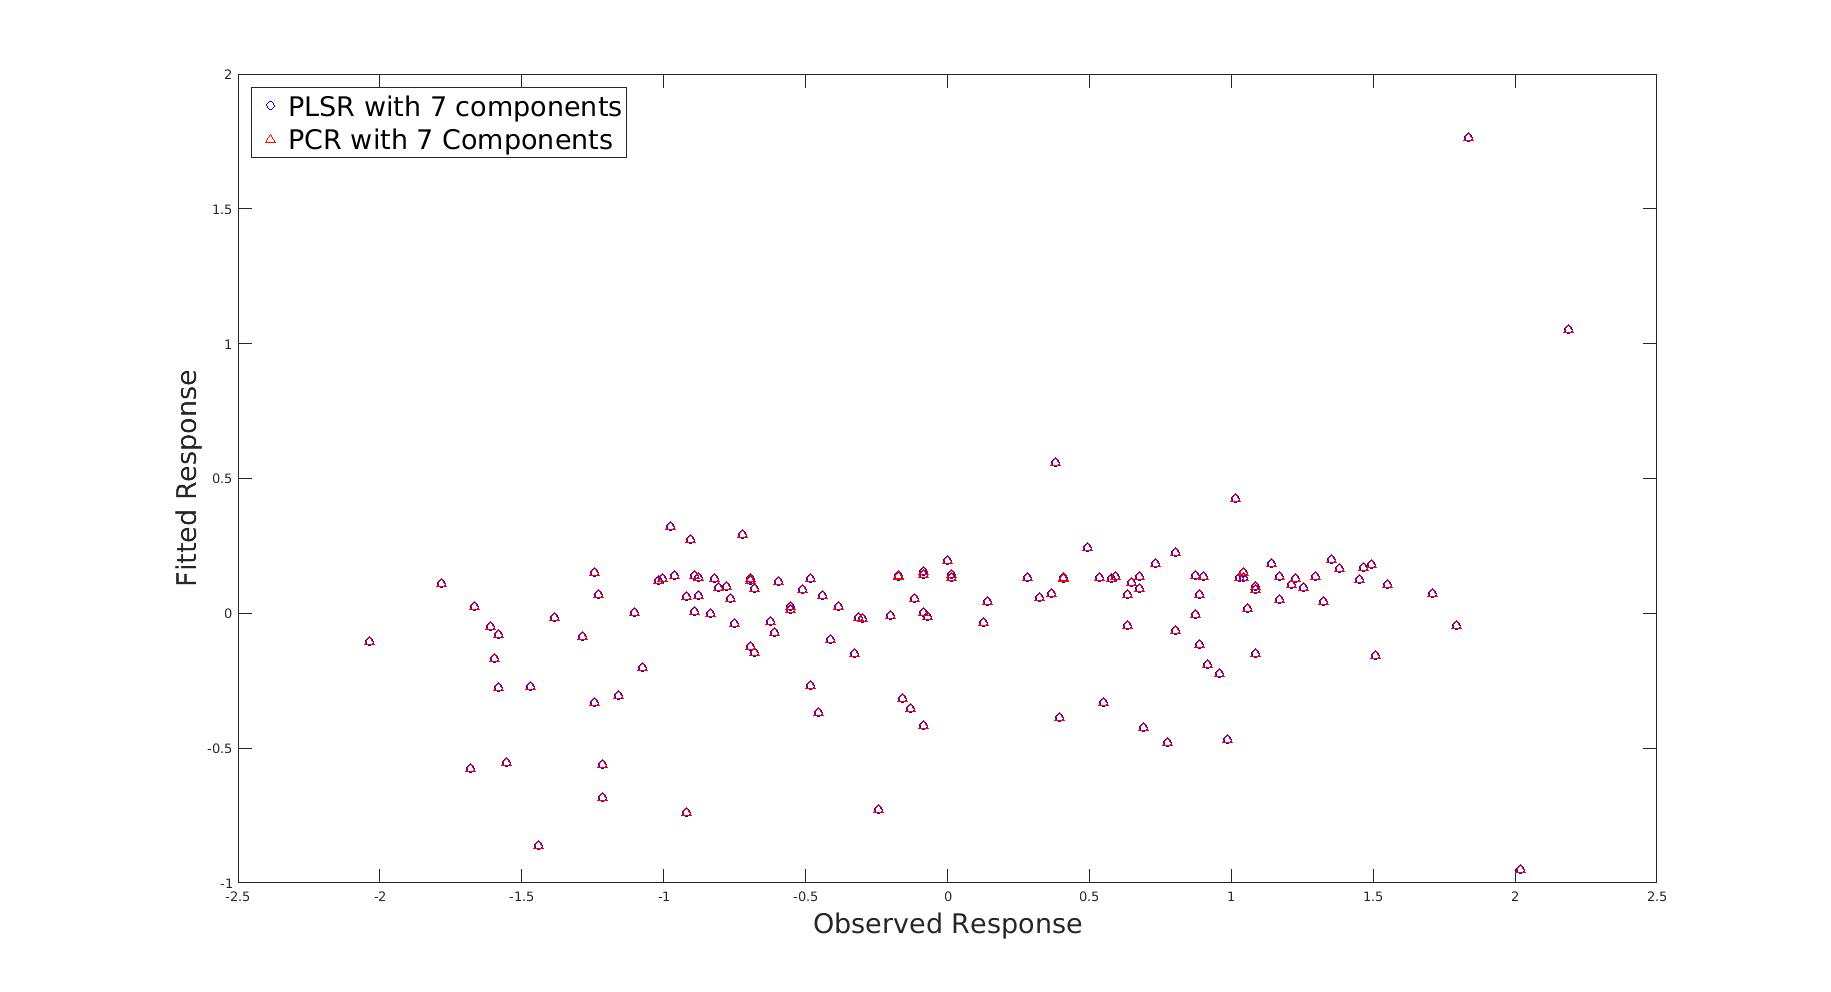 PLSR with 7 components
PCR with 7 Components
Fitted Response
2
1.5
1
0.5
0
-0.5
-1
-2.5 -2 -1.5 -1 -0.5 0 0.5 1 1.5 2 2.5
Observed Response